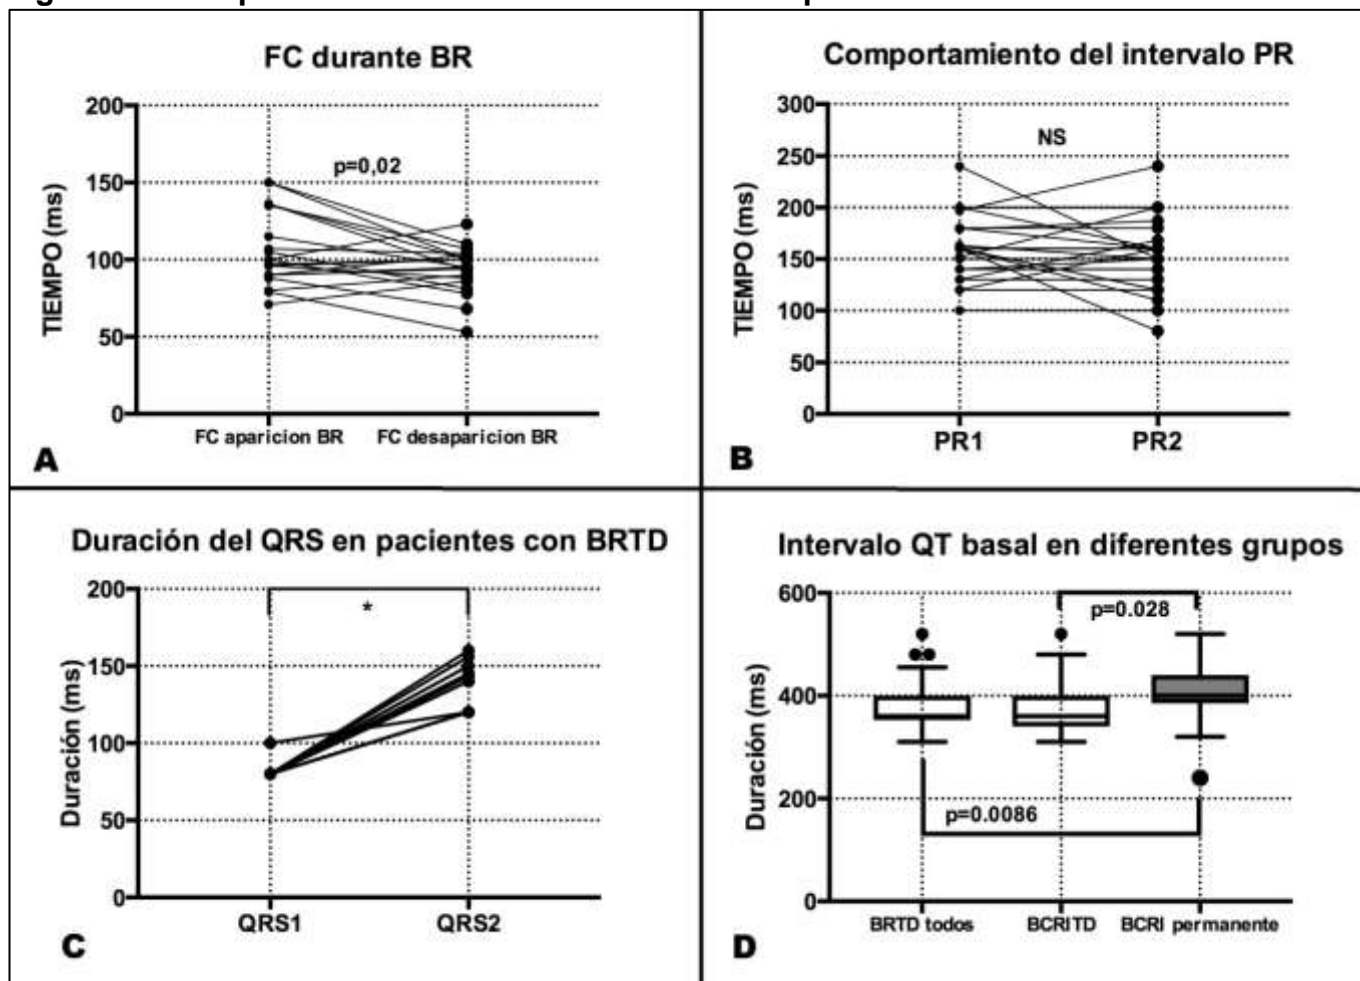 FC durante BR
TIEMPO (ms)
200
150
100
50
0
p=0,02
FC aparicion BR
FC desaparicion BR
A
Comportamiento del intervalo PR
TIEMPO (ms)
300
250
200
150
100
50
0
NS
PR1
PR2
B
Duración del QRS en pacientes con BRTD
Duración (ms)
200
150
100
50
0
*
QRS1
QRS2
C
Intervalo QT basal en diferentes grupos
Duración (ms)
600
400
200
0
p=0.028
p=0.0086
BRTD todos
BCRITD
BCRI permanente
D